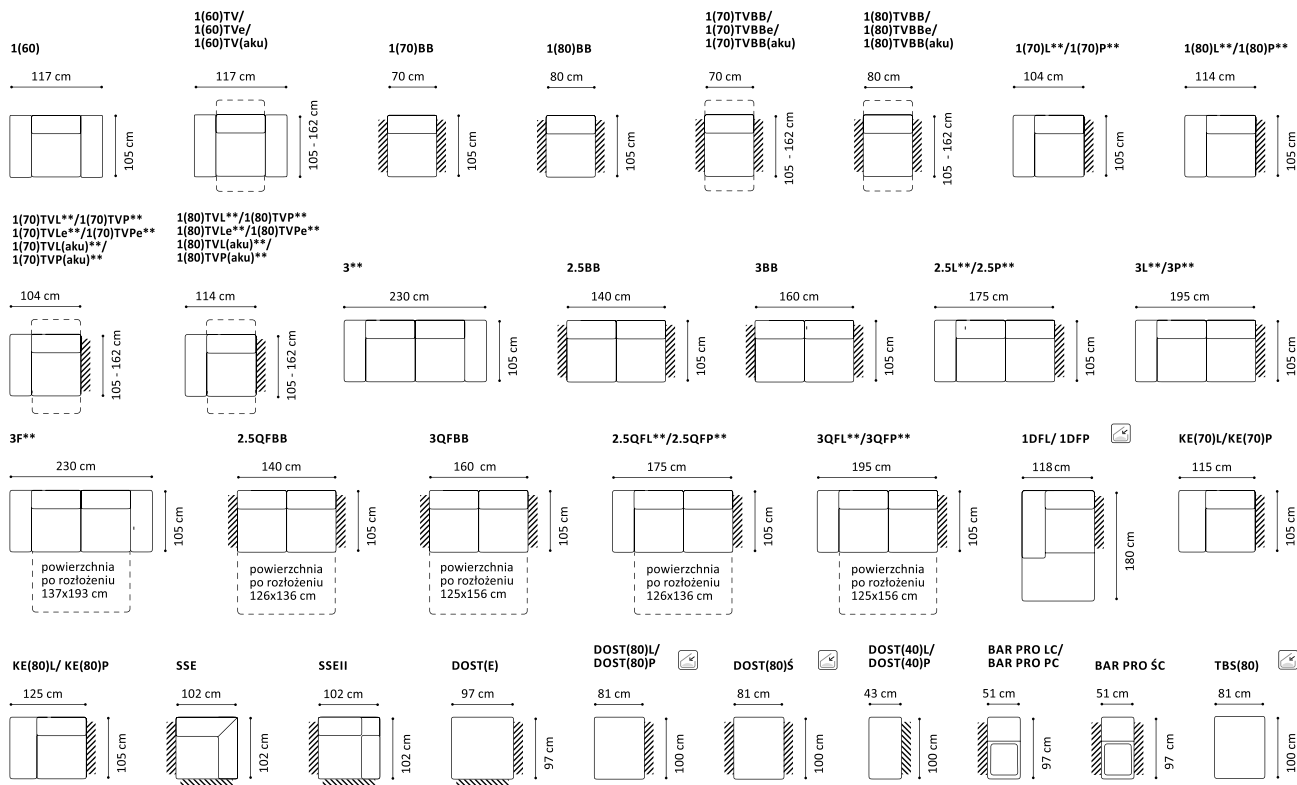 1(60)
117 cm
105 cm
1(60)TV/
1(60)TVe/
1(60)TV(aku)
117 cm
105 - 162 cm
1(70)BB
70 cm
105 cm
1(80)BB
80 cm
105 cm
1(70)TVBB/
1(70)TVBBe/
1(70)TVBB(aku)
70 cm
105 - 162 cm
1(80)TVBB/
1(80)TVBBe/
1(80)TVBB(aku)
80 cm
105 - 162 cm
1(70)L**/1(70)P**
104 cm
105 cm
1(80)L**/1(80)P**
114 cm
105 cm
1(70)TVL**/1(70)TVP**
1(70)TVLe**/1(70)TVPe**
1(70)TVL(aku)**/
1(70)TVP(aku)**
104 cm
105 - 162 cm
1(80)TVL**/1(80)TVP**
1(80)TVLe**/1(80)TVPe**
1(80)TVL(aku)**/
1(80)TVP(aku)**
114 cm
105 - 162 cm
3**
230 cm
105 cm
2.5BB
140 cm
105 cm
3BB
160 cm
105 cm
2.5L**/2.5P**
175 cm
105 cm
3L**/3P**
195 cm
105 cm
3F**
230 cm
105 cm
powierzchnia
po rozłożeniu
137x193 cm
2.5QFBB
140 cm
105 cm
powierzchnia
po rozłożeniu
126x136 cm
3QFBB
160 cm
105 cm
powierzchnia
po rozłożeniu
125x156 cm
2.5QFL**/2.5QFP**
175 cm
105 cm
powierzchnia
po rozłożeniu
126x136 cm
3QFL**/3QFP**
195 cm
105 cm
powierzchnia
po rozłożeniu
125x156 cm
1DFL/ 1DFP
118cm
180 cm
KE(70)L/KE(70)P
115 cm
105 cm
KE(80)L/ KE(80)P
125 cm
105 cm
SSE
102 cm
102 cm
SSEII
102 cm
102 cm
DOST(E)
97 cm
97 cm
DOST(80)L/
DOST(80)P
81 cm
100 cm
DOST(80)Ś
81 cm
100 cm
DOST(40)L/
DOST(40)P
43 cm
100 cm
BAR PRO LC/
BAR PRO PC
51 cm
97 cm
BAR PRO ŚC
51 cm
97 cm
TBS(80)
81 cm
100 cm